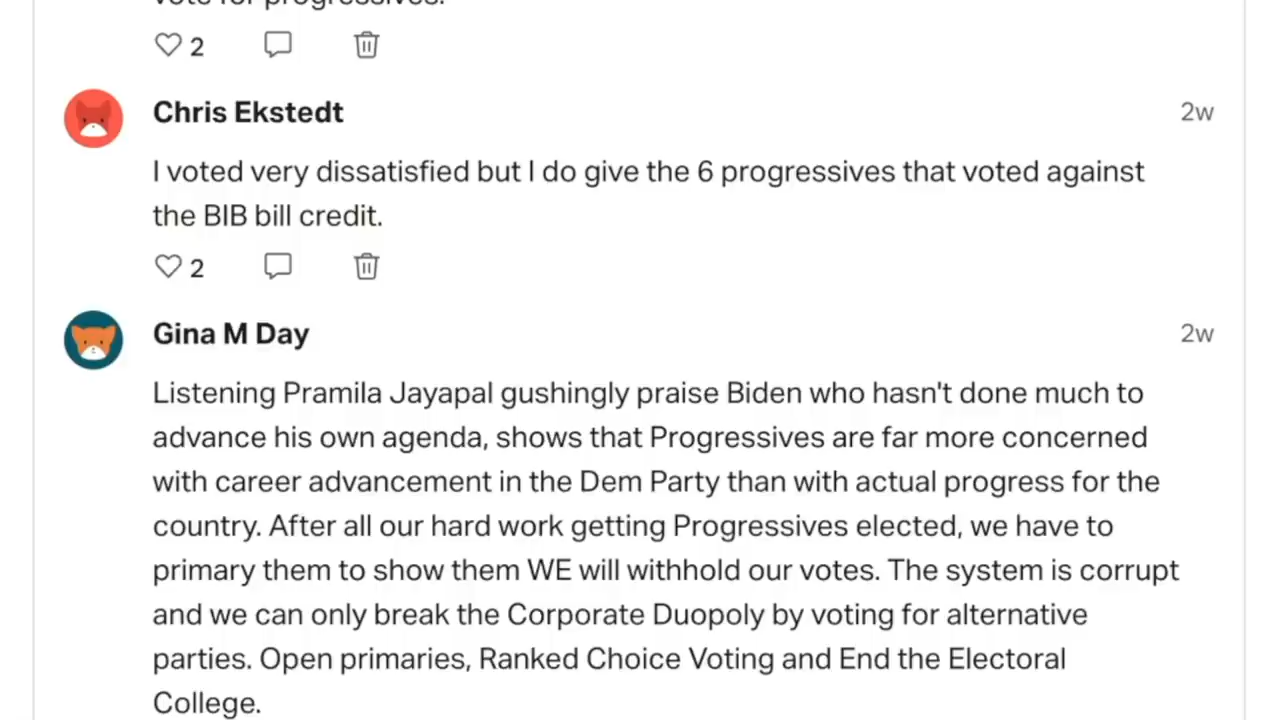 vote for progressives.
2
Chris Ekstedt
2w
I voted very dissatisfied but I do give the 6 progressives that voted against
the BIB bill credit.
2
Gina M Day
2w
Listening Pramila Jayapal gushingly praise Biden who hasn't done much to
advance his own agenda, shows that Progressives are far more concerned
with career advancement in the Dem Party than with actual progress for the
country. After all our hard work getting Progressives elected, we have to
primary them to show them WE will withhold our votes. The system is corrupt
and we can only break the Corporate Duopoly by voting for alternative
parties. Open primaries, Ranked Choice Voting and End the Electoral
College.